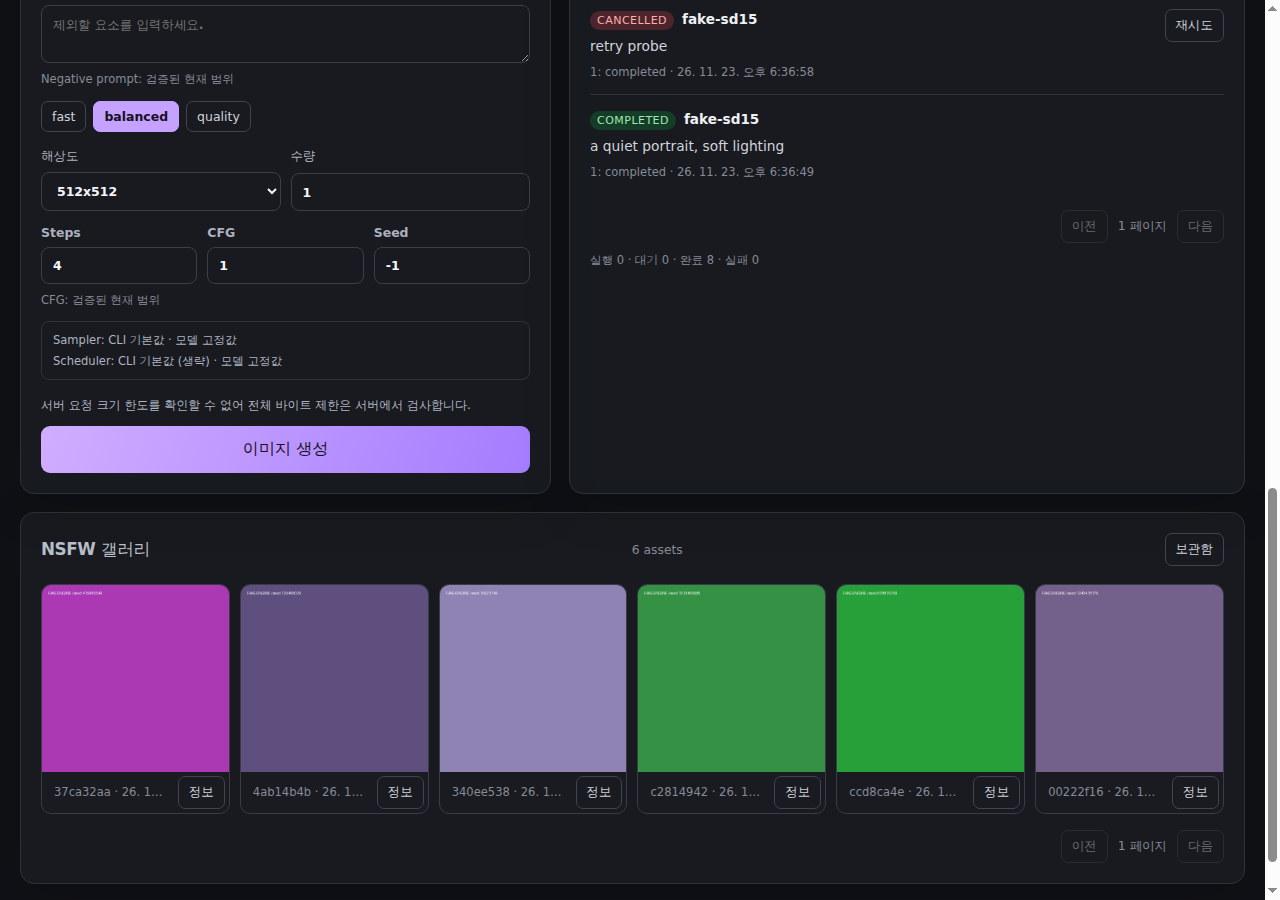 제외할 요소를 입력하세요.
Negative prompt: 검증된 현재 범위
fast
balanced
quality
해상도
수량
512x512
1
Steps
CFG
Seed
4
1
-1
CFG: 검증된 현재 범위
Sampler: CLI 기본값 · 모델 고정값
Scheduler: CLI 기본값 (생략) · 모델 고정값
서버 요청 크기 한도를 확인할 수 없어 전체 바이트 제한은 서버에서 검사합니다.
이미지 생성
CANCELLED fake-sd15
재시도
retry probe
1: completed · 26. 11. 23. 오후 6:36:58
COMPLETED fake-sd15
a quiet portrait, soft lighting
1: completed · 26. 11. 23. 오후 6:36:49
이전 1 페이지 다음
실행 0 · 대기 0 · 완료 8 · 실패 0
NSFW 갤러리
6 assets
보관함
37ca32aa · 26. 1… 정보
4ab14b4b · 26. 1… 정보
340ee538 · 26. 1… 정보
c2814942 · 26. 1… 정보
ccd8ca4e · 26. 1… 정보
00222f16 · 26. 1… 정보
이전 1 페이지 다음